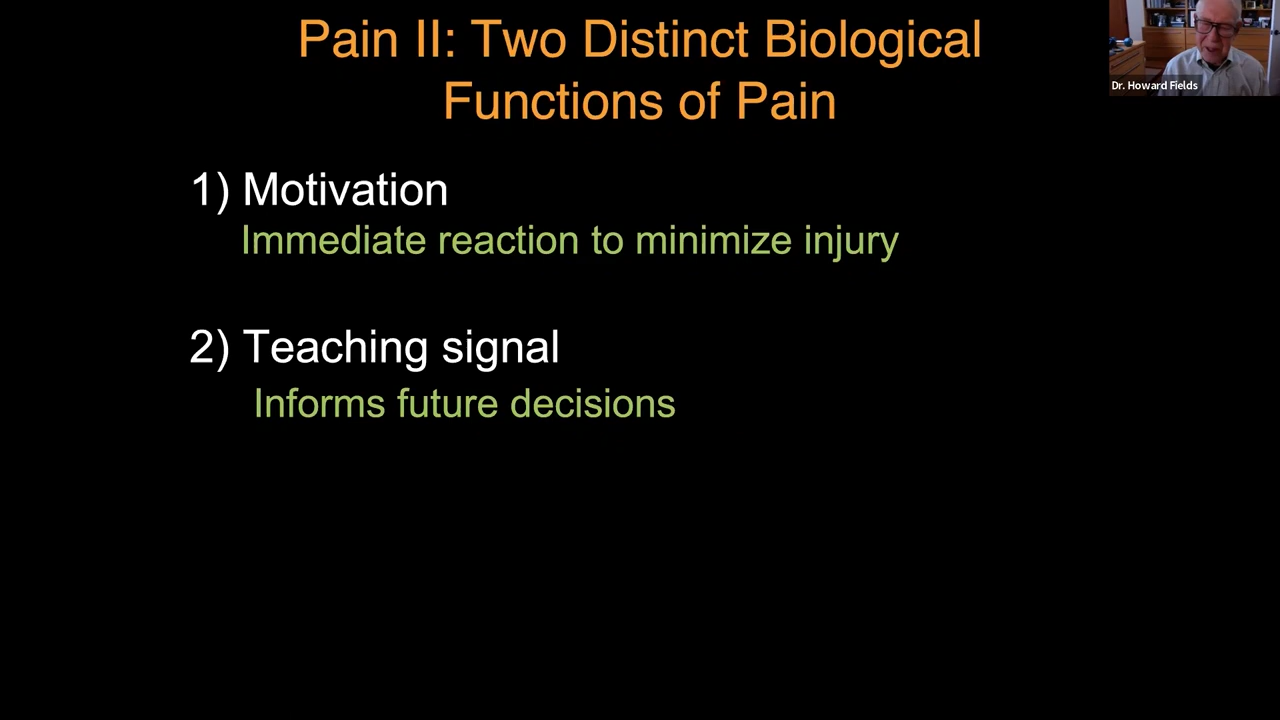 Pain II: Two Distinct Biological
Functions of Pain
Dr. Howard Fields
1) Motivation
Immediate reaction to minimize injury
2) Teaching signal
Informs future decisions